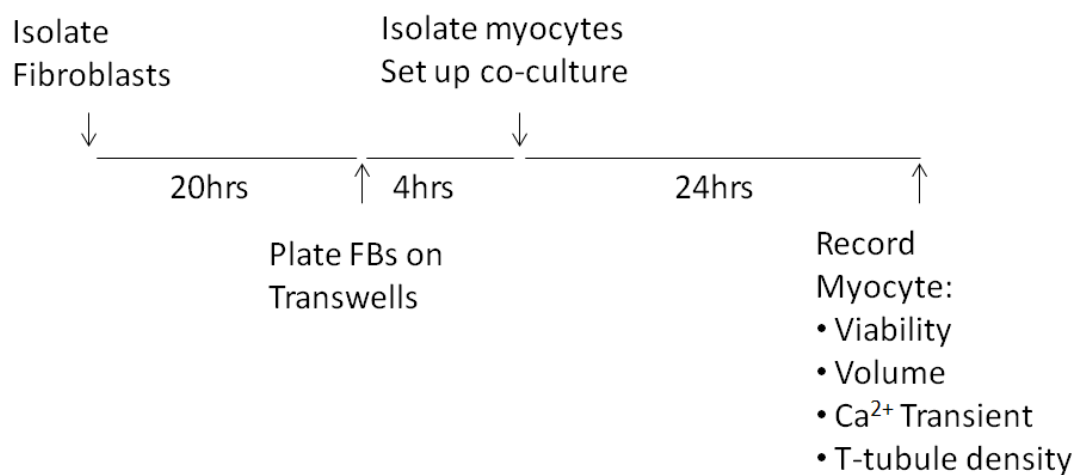 Isolate
Fibroblasts
Isolate myocytes
Set up co-culture
20hrs
4hrs
24hrs
Plate FBs on
Transwells
Record
Myocyte:
• Viability
• Volume
• Ca²⁺ Transient
• T-tubule density